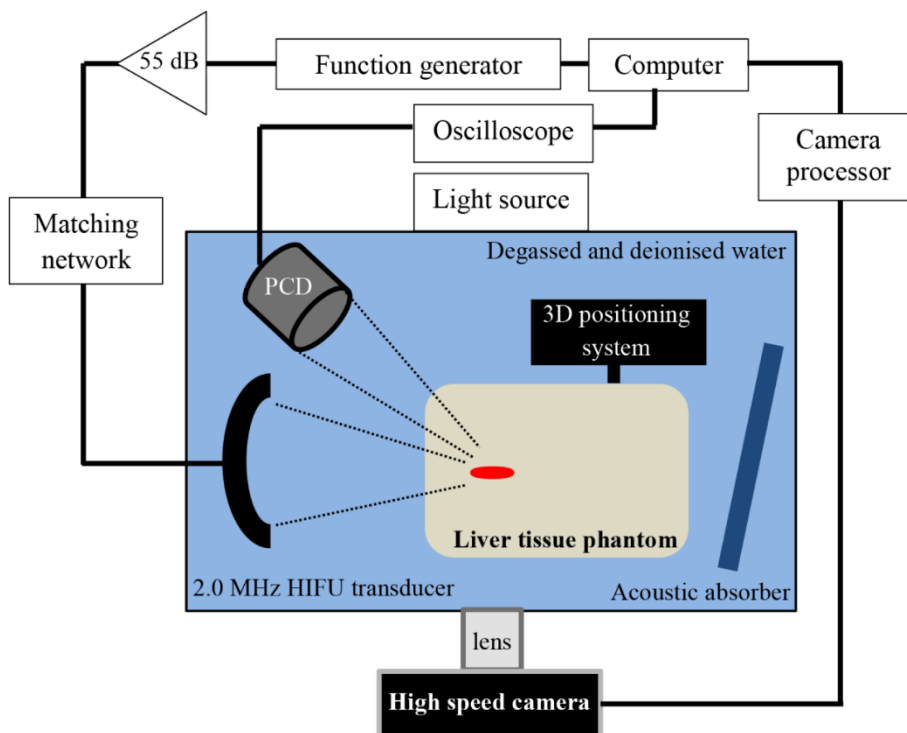 55 dB
Function generator
Computer
Oscilloscope
Camera
processor
Light source
Matching
network
Degassed and deionised water
PCD
3D positioning
system
Liver tissue phantom
2.0 MHz HIFU transducer
Acoustic absorber
lens
High speed camera